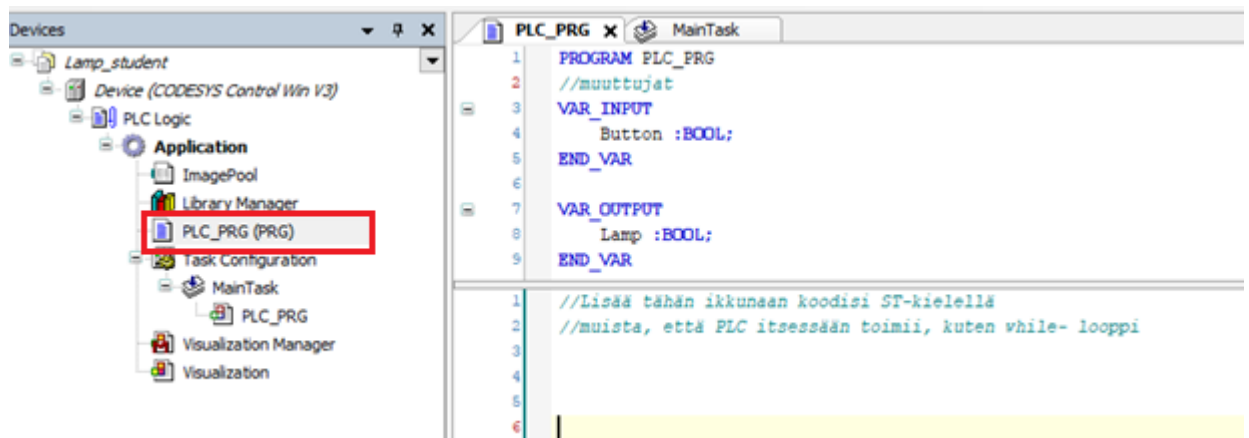 Devices
Lamp_student
Device (CODESYS Control Win V3)
PLC Logic
Application
ImagePool
Library Manager
PLC_PRG (PRG)
Task Configuration
MainTask
PLC_PRG
Visualization Manager
Visualization
PLC_PRG MainTask
1 PROGRAM PLC_PRG
2 //muuttujat
3 VAR_INPUT
4 Button :BOOL;
5 END_VAR
6
7 VAR_OUTPUT
8 Lamp :BOOL;
9 END_VAR
1 //Lisää tähän ikkunaan koodisi ST-kielellä
2 //muista, että PLC itsessään toimii, kuten while- looppi
3
4
5
6